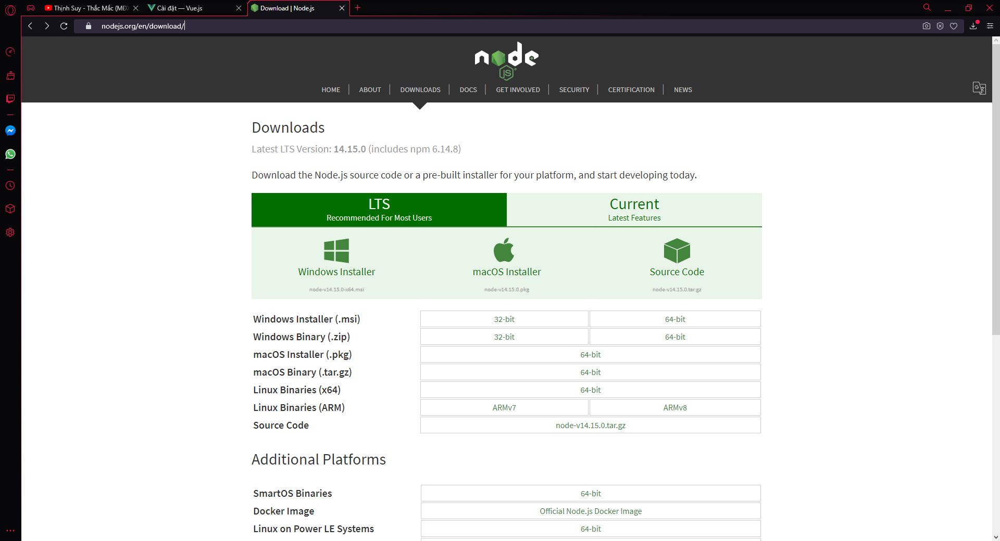 Thịnh Suy - Thắc Mắc (MĐX
Cài đặt — Vue.js
Download | Node.js
nodejs.org/en/download/
node
JS
HOME
ABOUT
DOWNLOADS
DOCS
GET INVOLVED
SECURITY
CERTIFICATION
NEWS
Downloads
Latest LTS Version: 14.15.0 (includes npm 6.14.8)
Download the Node.js source code or a pre-built installer for your platform, and start developing today.
LTS
Recommended For Most Users
Current
Latest Features
Windows Installer
node-v14.15.0-x64.msi
macOS Installer
node-v14.15.0.pkg
Source Code
node-v14.15.0.tar.gz
Windows Installer (.msi) 32-bit 64-bit
Windows Binary (.zip) 32-bit 64-bit
macOS Installer (.pkg) 64-bit
macOS Binary (.tar.gz) 64-bit
Linux Binaries (x64) 64-bit
Linux Binaries (ARM) ARMv7 ARMv8
Source Code node-v14.15.0.tar.gz
Additional Platforms
SmartOS Binaries 64-bit
Docker Image Official Node.js Docker Image
Linux on Power LE Systems 64-bit